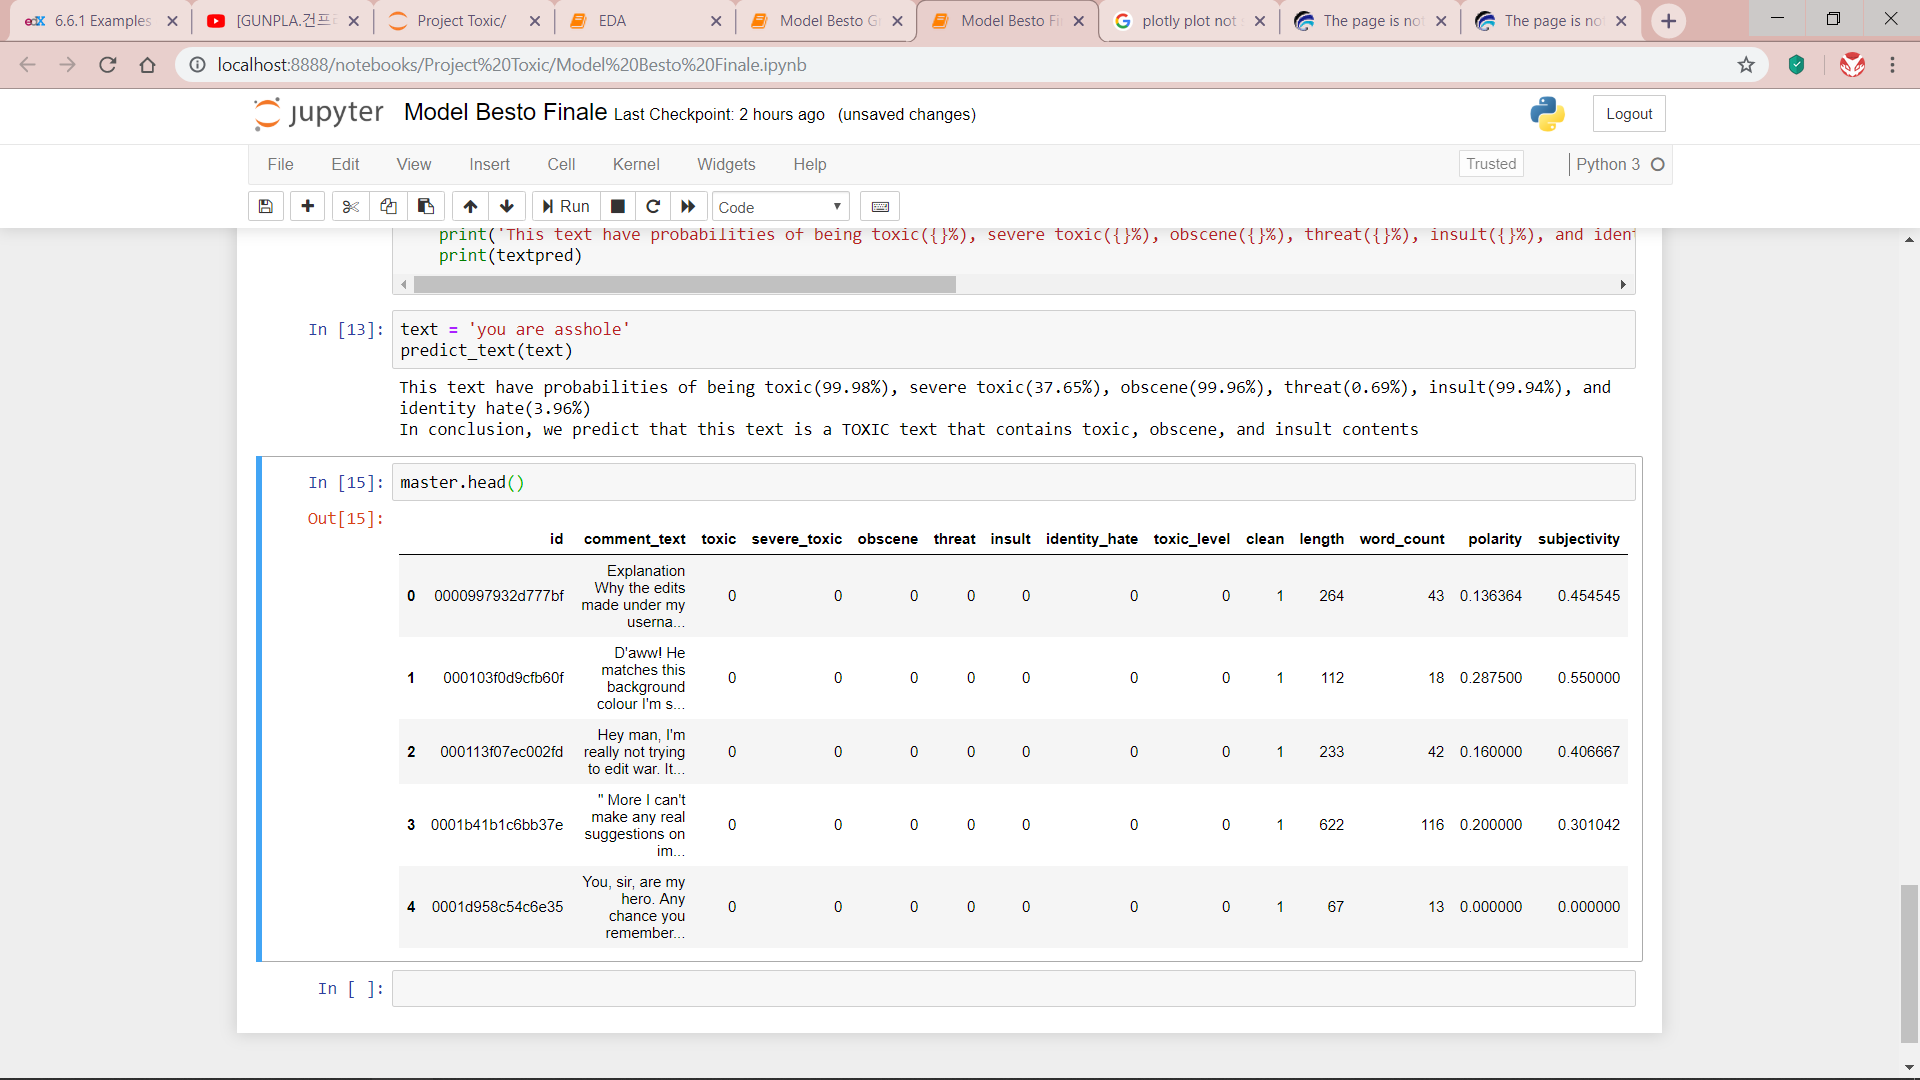 edX 6.6.1 Examples
[GUNPLA.건프라
Project Toxic/
EDA
Model Besto G
Model Besto Fi
plotly plot not
The page is not
The page is not
localhost:8888/notebooks/Project%20Toxic/Model%20Besto%20Finale.ipynb
jupyter Model Besto Finale Last Checkpoint: 2 hours ago (unsaved changes)
Logout
File Edit View Insert Cell Kernel Widgets Help
Trusted Python 3
Run Code
print('This text have probabilities of being toxic({}%), severe toxic({}%), obscene({}%), threat({}%), insult({}%), and iden
print(textpred)
In [13]: text = 'you are asshole'
predict_text(text)
This text have probabilities of being toxic(99.98%), severe toxic(37.65%), obscene(99.96%), threat(0.69%), insult(99.94%), and
identity hate(3.96%)
In conclusion, we predict that this text is a TOXIC text that contains toxic, obscene, and insult contents
In [15]: master.head()
Out[15]:
id comment_text toxic severe_toxic obscene threat insult identity_hate toxic_level clean length word_count polarity subjectivity
Explanation
Why the edits
made under my
userna...
0 0000997932d777bf 0 0 0 0 0 0 0 1 264 43 0.136364 0.454545
D'aww! He
matches this
background
colour I'm s...
1 000103f0d9cfb60f 0 0 0 0 0 0 0 1 112 18 0.287500 0.550000
Hey man, I'm
really not trying
to edit war. It...
2 000113f07ec002fd 0 0 0 0 0 0 0 1 233 42 0.160000 0.406667
" More I can't
make any real
suggestions on
im...
3 0001b41b1c6bb37e 0 0 0 0 0 0 0 1 622 116 0.200000 0.301042
You, sir, are my
hero. Any
chance you
remember...
4 0001d958c54c6e35 0 0 0 0 0 0 0 1 67 13 0.000000 0.000000
In [ ]: